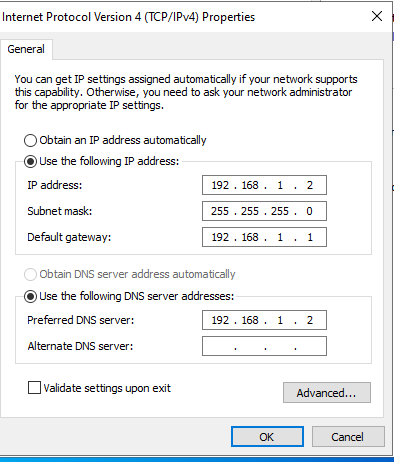 Internet Protocol Version 4 (TCP/IPv4) Properties
General
You can get IP settings assigned automatically if your network supports
this capability. Otherwise, you need to ask your network administrator
for the appropriate IP settings.
Obtain an IP address automatically
Use the following IP address:
IP address: 192 . 168 . 1 . 2
Subnet mask: 255 . 255 . 255 . 0
Default gateway: 192 . 168 . 1 . 1
Obtain DNS server address automatically
Use the following DNS server addresses:
Preferred DNS server: 192 . 168 . 1 . 2
Alternate DNS server: . . .
Validate settings upon exit
Advanced...
OK Cancel